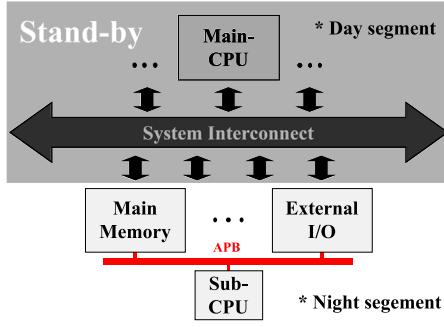 Stand-by
* Day segment
Main-
CPU
... ...
System Interconnect
Main
Memory
...
External
I/O
APB
Sub-
CPU
* Night segement